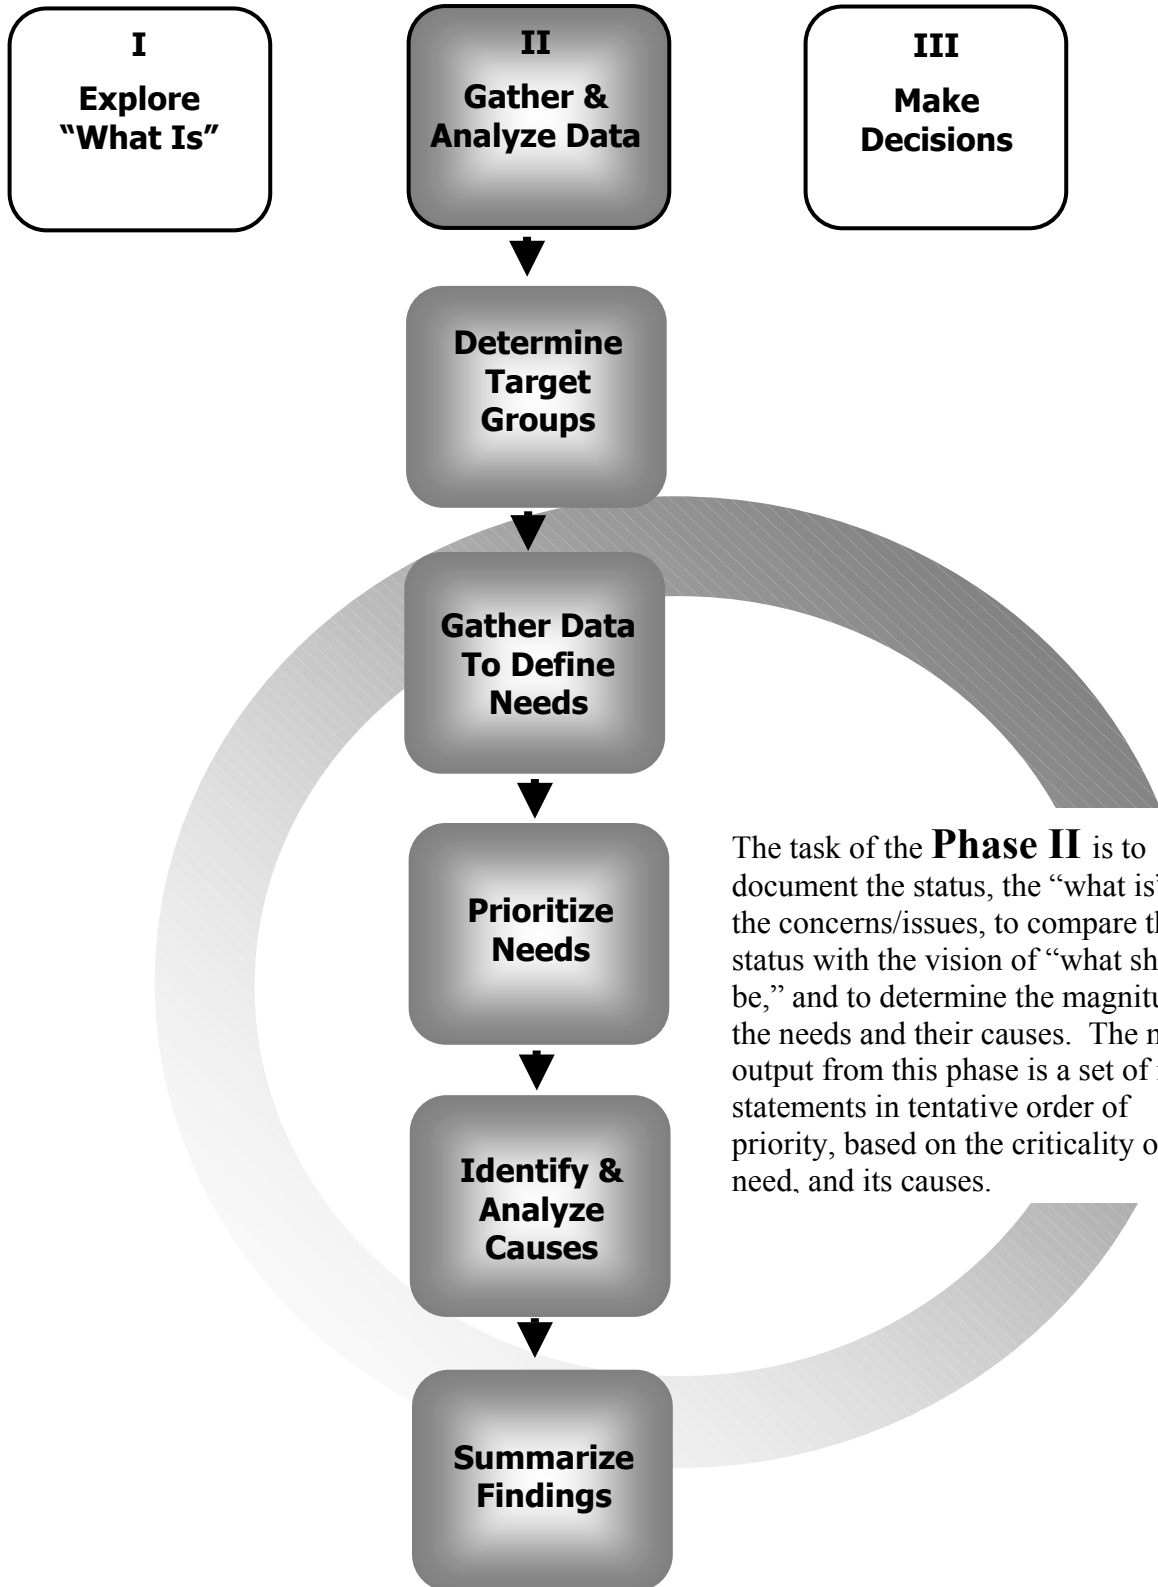 I
Explore
“What Is”
II
Gather &
Analyze Data
III
Make
Decisions
Determine
Target
Groups
Gather Data
To Define
Needs
Prioritize
Needs
Identify &
Analyze
Causes
Summarize
Findings
The task of the Phase II is to
document the status, the “what is”
the concerns/issues, to compare
status with the vision of “what
be,” and to determine the
the needs and their causes. The
output from this phase is a set of
statements in tentative order of
priority, based on the criticality
need, and its causes.